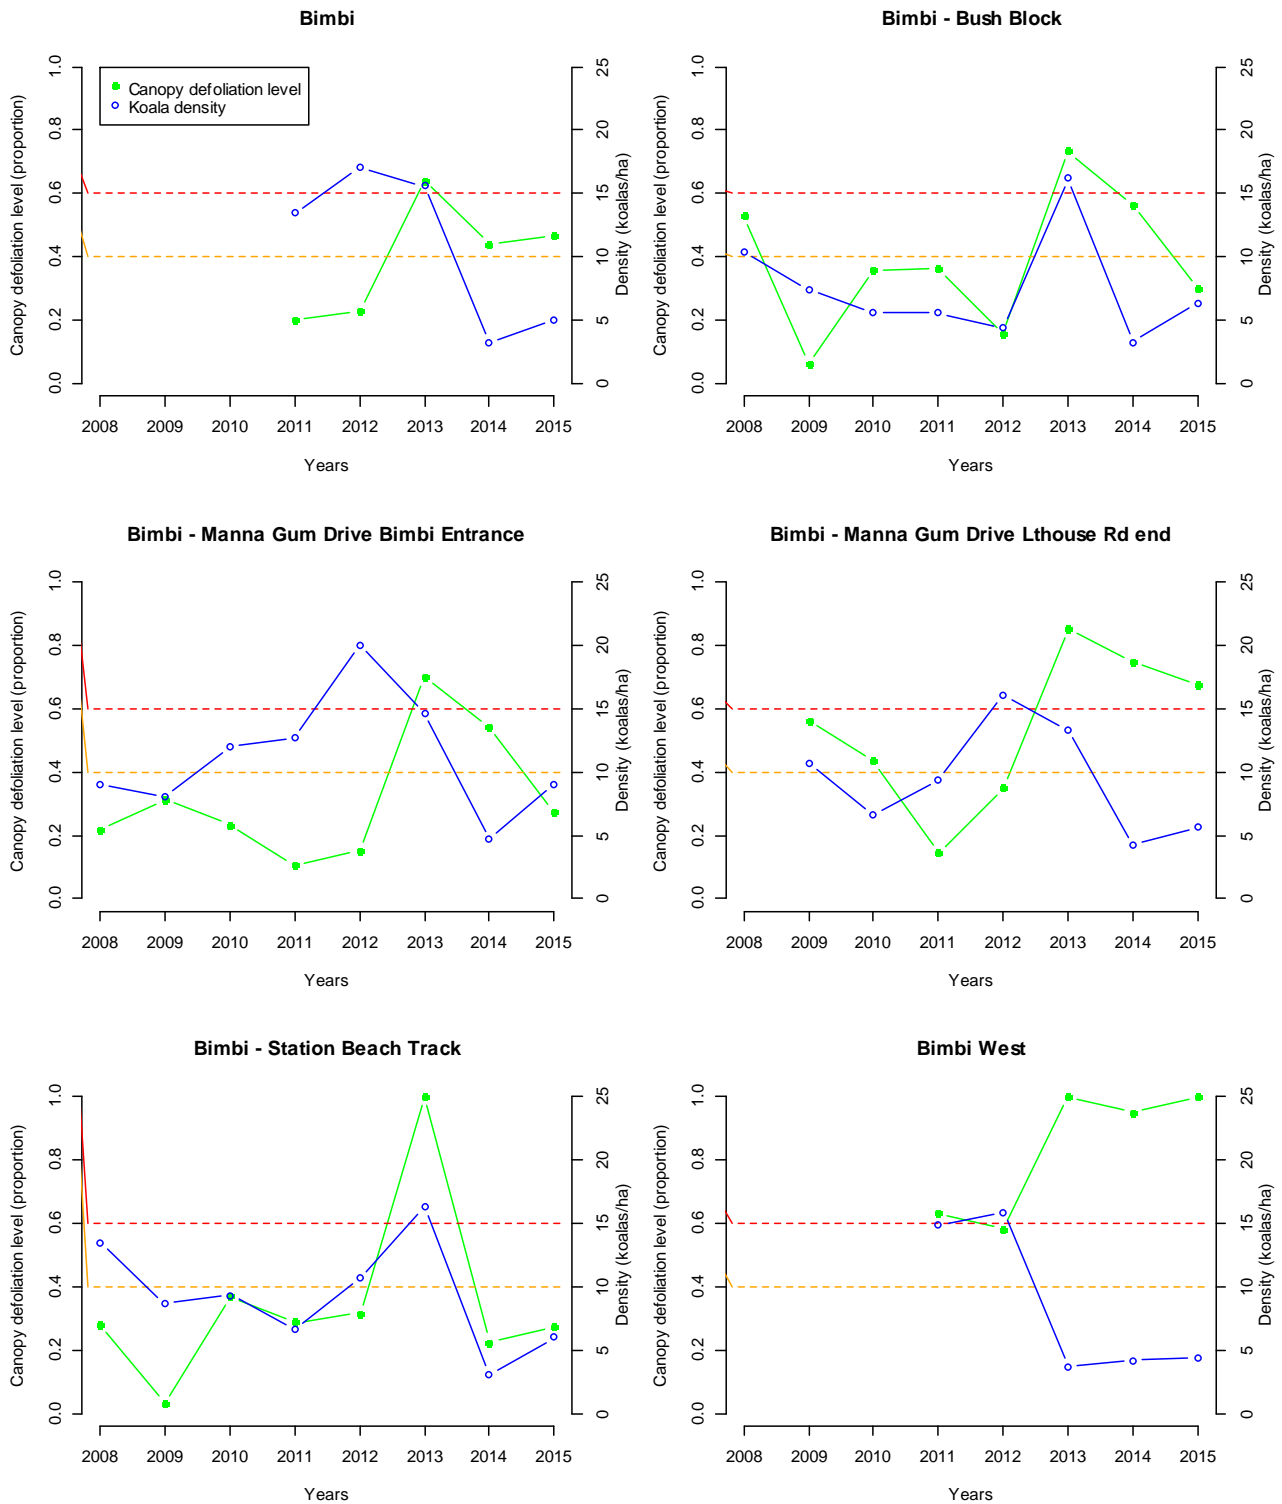 Bimbi
Canopy defoliation level (proportion)
0.0 0.2 0.4 0.6 0.8 1.0
Canopy defoliation level
Koala density
0 5 10 15 20 25
Density (koalas/ha)
2008 2009 2010 2011 2012 2013 2014 2015
Years
Bimbi - Bush Block
Canopy defoliation level (proportion)
0.0 0.2 0.4 0.6 0.8 1.0
0 5 10 15 20 25
Density (koalas/ha)
2008 2009 2010 2011 2012 2013 2014 2015
Years
Bimbi - Manna Gum Drive Bimbi Entrance
Canopy defoliation level (proportion)
0.0 0.2 0.4 0.6 0.8 1.0
0 5 10 15 20 25
Density (koalas/ha)
2008 2009 2010 2011 2012 2013 2014 2015
Years
Bimbi - Manna Gum Drive Lthouse Rd end
Canopy defoliation level (proportion)
0.0 0.2 0.4 0.6 0.8 1.0
0 5 10 15 20 25
Density (koalas/ha)
2008 2009 2010 2011 2012 2013 2014 2015
Years
Bimbi - Station Beach Track
Canopy defoliation level (proportion)
0.0 0.2 0.4 0.6 0.8 1.0
0 5 10 15 20 25
Density (koalas/ha)
2008 2009 2010 2011 2012 2013 2014 2015
Years
Bimbi West
Canopy defoliation level (proportion)
0.0 0.2 0.4 0.6 0.8 1.0
0 5 10 15 20 25
Density (koalas/ha)
2008 2009 2010 2011 2012 2013 2014 2015
Years